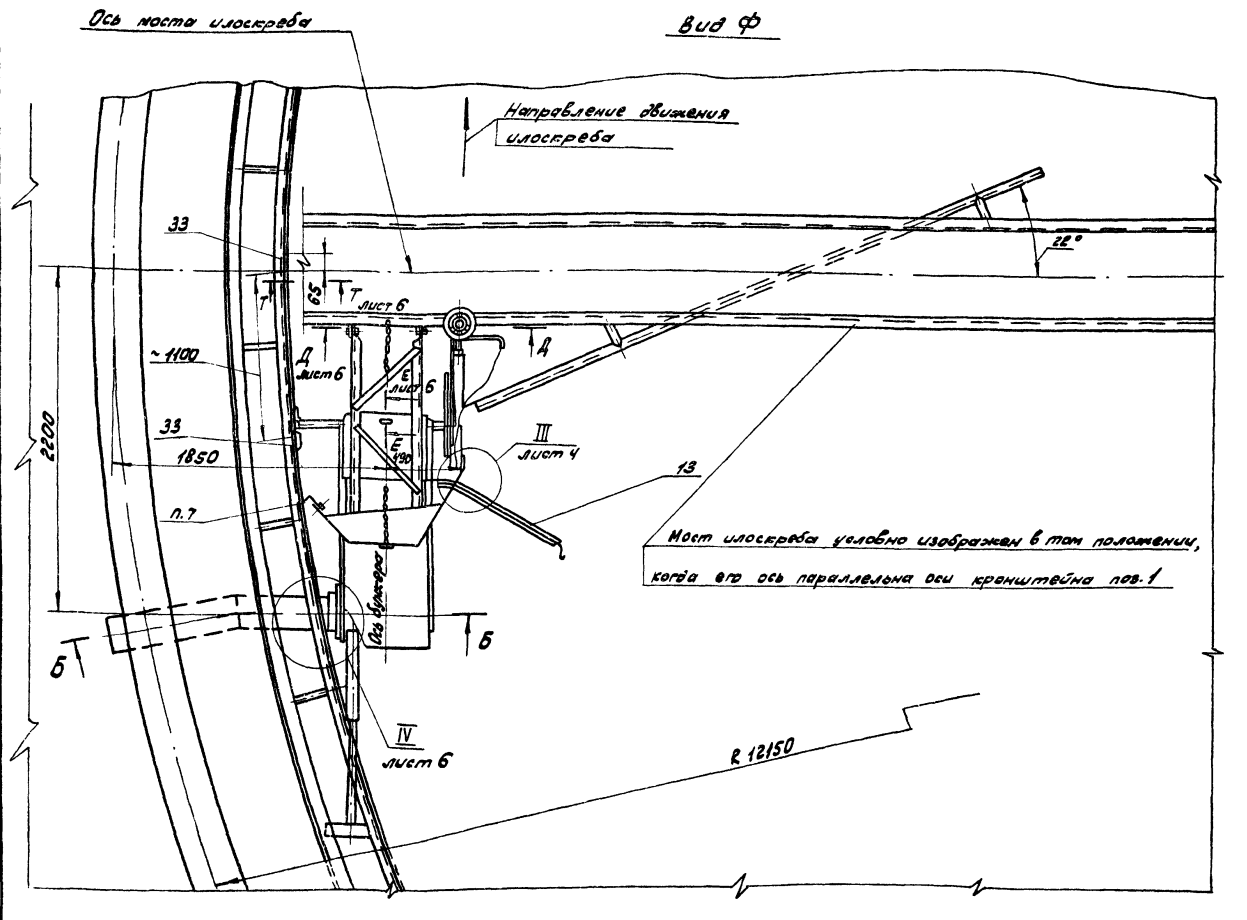 Ось моста илоскреба
Вид Ф
Направление движения
илоскреба
33
22°
65
Т
Т
лист 6
Д
лист 6
Д
~1100
Е
лист 6
2200
33
1850
Е
490
III
лист 4
13
п.7
Мост илоскреба условно изображен в том положении,
когда его ось параллельна оси кронштейна поз.1
Ось бункера
Б
Б
IV
лист 6
R 12150